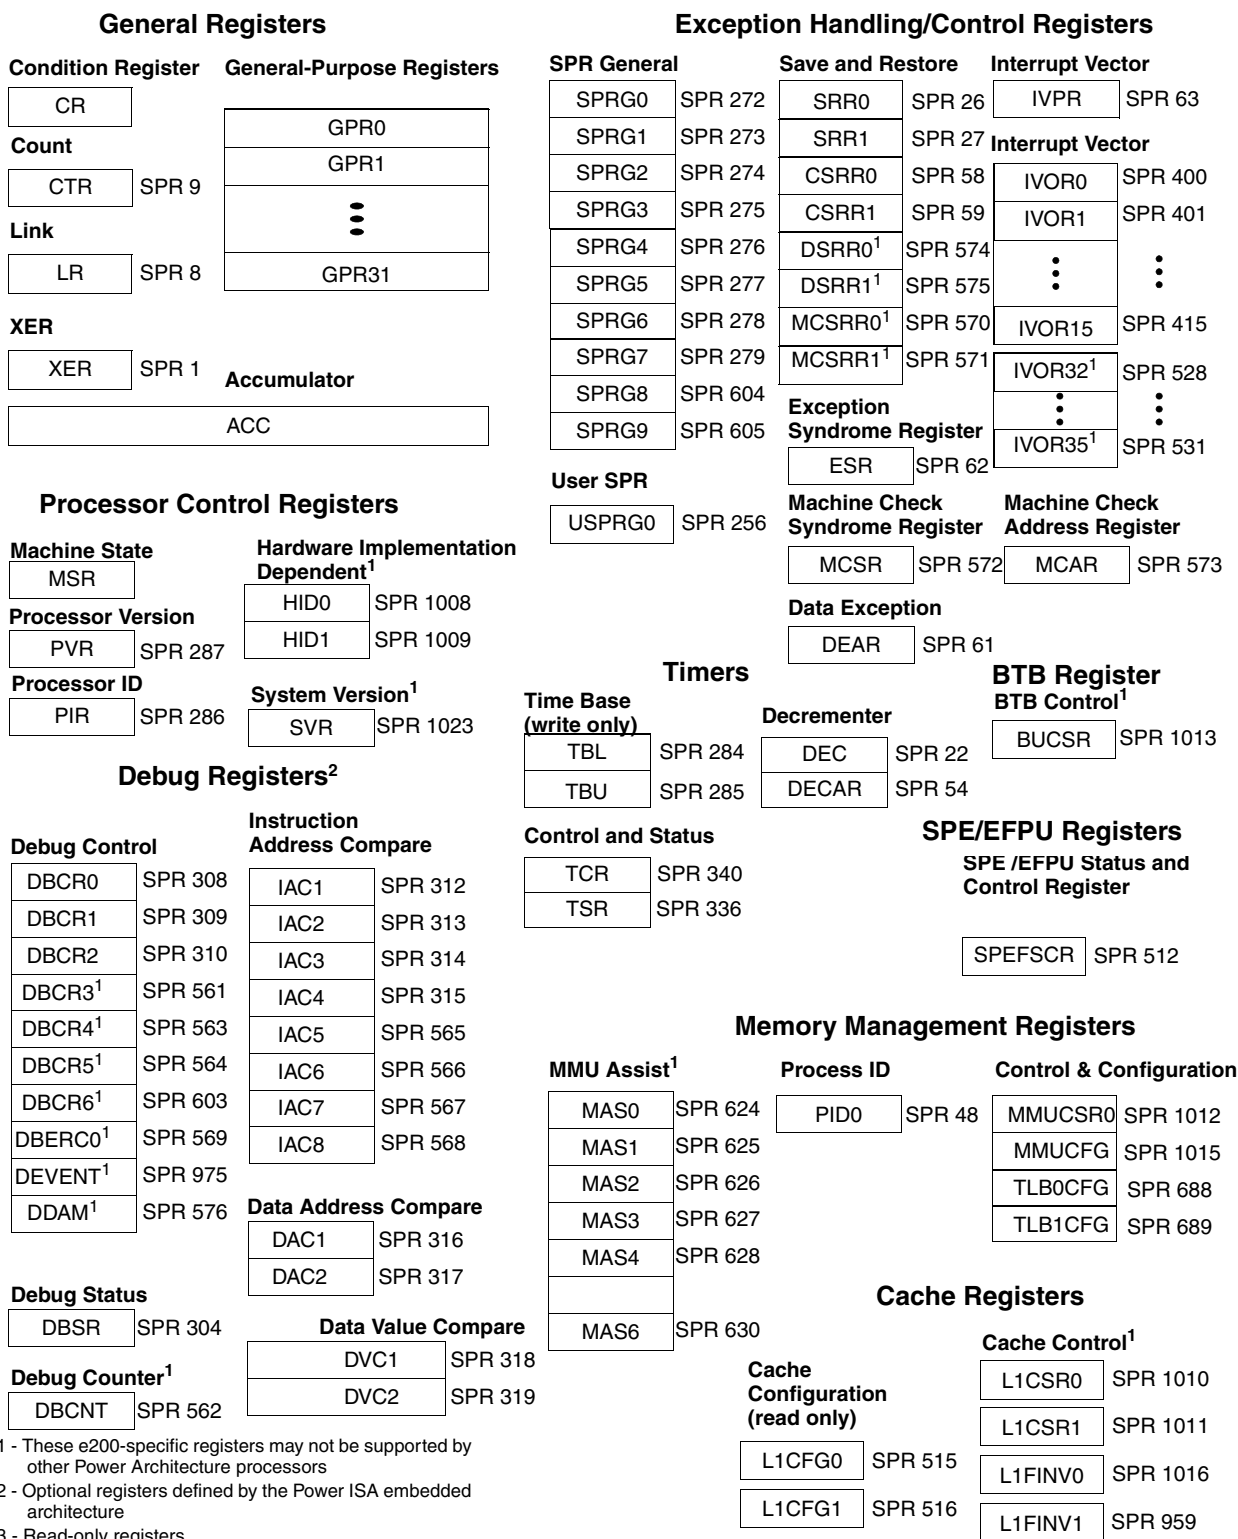 General Registers
Condition Register
CR
Count
CTR SPR 9
Link
LR SPR 8
XER
XER SPR 1
General-Purpose Registers
GPR0
GPR1
GPR31
Accumulator
ACC
Exception Handling/Control Registers
SPR General
SPRG0 SPR 272
SPRG1 SPR 273
SPRG2 SPR 274
SPRG3 SPR 275
SPRG4 SPR 276
SPRG5 SPR 277
SPRG6 SPR 278
SPRG7 SPR 279
SPRG8 SPR 604
SPRG9 SPR 605
User SPR
USPRG0 SPR 256
Save and Restore
SRR0 SPR 26
SRR1 SPR 27
CSRR0 SPR 58
CSRR1 SPR 59
DSRR0¹ SPR 574
DSRR1¹ SPR 575
MCSRR0¹ SPR 570
MCSRR1¹ SPR 571
Exception
Syndrome Register
ESR SPR 62
Machine Check
Syndrome Register
MCSR SPR 572
Data Exception
DEAR SPR 61
Interrupt Vector
IVPR SPR 63
Interrupt Vector
IVOR0 SPR 400
IVOR1 SPR 401
IVOR15 SPR 415
IVOR32¹ SPR 528
IVOR35¹ SPR 531
Machine Check
Address Register
MCAR SPR 573
Processor Control Registers
Machine State
MSR
Processor Version
PVR SPR 287
Processor ID
PIR SPR 286
Hardware Implementation
Dependent¹
HID0 SPR 1008
HID1 SPR 1009
System Version¹
SVR SPR 1023
Timers
Time Base
(write only)
TBL SPR 284
TBU SPR 285
Decrementer
DEC SPR 22
DECAR SPR 54
Control and Status
TCR SPR 340
TSR SPR 336
BTB Register
BTB Control¹
BUCSR SPR 1013
SPE/EFPU Registers
SPE /EFPU Status and
Control Register
SPEFSCR SPR 512
Debug Registers²
Debug Control
DBCR0 SPR 308
DBCR1 SPR 309
DBCR2 SPR 310
DBCR3¹ SPR 561
DBCR4¹ SPR 563
DBCR5¹ SPR 564
DBCR6¹ SPR 603
DBERC0¹ SPR 569
DEVENT¹ SPR 975
DDAM¹ SPR 576
Debug Status
DBSR SPR 304
Debug Counter¹
DBCNT SPR 562
Instruction
Address Compare
IAC1 SPR 312
IAC2 SPR 313
IAC3 SPR 314
IAC4 SPR 315
IAC5 SPR 565
IAC6 SPR 566
IAC7 SPR 567
IAC8 SPR 568
Data Address Compare
DAC1 SPR 316
DAC2 SPR 317
Data Value Compare
DVC1 SPR 318
DVC2 SPR 319
Memory Management Registers
MMU Assist¹
MAS0 SPR 624
MAS1 SPR 625
MAS2 SPR 626
MAS3 SPR 627
MAS4 SPR 628
MAS6 SPR 630
Process ID
PID0 SPR 48
Control & Configuration
MMUCSR0 SPR 1012
MMUCFG SPR 1015
TLB0CFG SPR 688
TLB1CFG SPR 689
Cache Registers
Cache
Configuration
(read only)
L1CFG0 SPR 515
L1CFG1 SPR 516
Cache Control¹
L1CSR0 SPR 1010
L1CSR1 SPR 1011
L1FINV0 SPR 1016
L1FINV1 SPR 959
1 - These e200-specific registers may not be supported by
other Power Architecture processors
2 - Optional registers defined by the Power ISA embedded
architecture
3 - Read-only registers